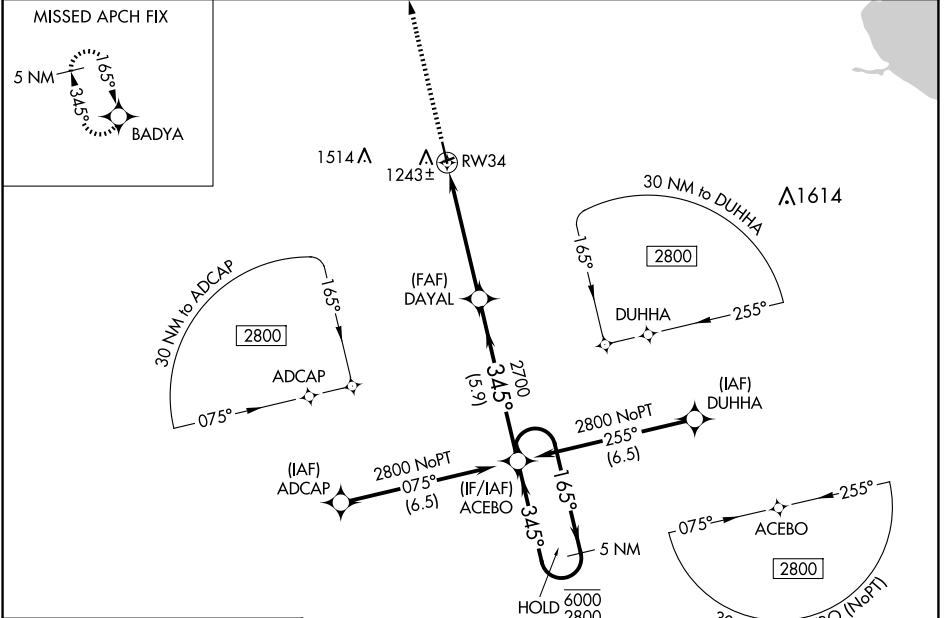 MISSED APCH FIX
5 NM
165°
345°
BADYA
1514
1243±
RW34
30 NM to DUHHA
1614
165°
2800
DUHHA
255°
(FAF)
DAYAL
30 NM to ADCAP
165°
2800
ADCAP
075°
2700
345°
(5.9)
(IAF)
DUHHA
2800 NoPT
255°
(6.5)
(IAF)
ADCAP
2800 NoPT
075°
(6.5)
(IF/IAF)
ACEBO
165°
345°
5 NM
HOLD
6000
2800
075°
255°
ACEBO
2800
(NoPT)